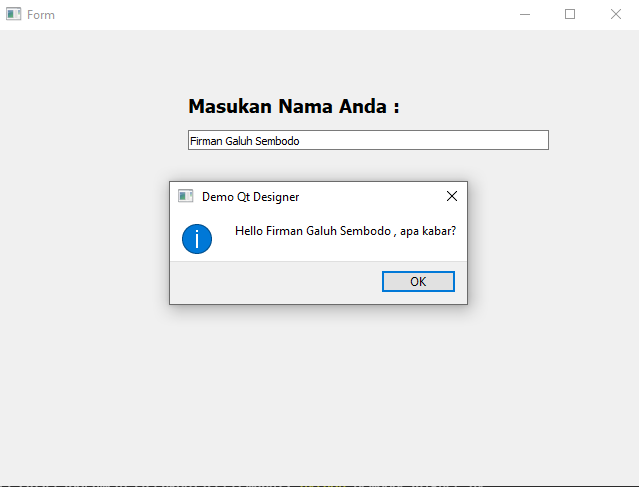 Form
Masukan Nama Anda :
Firman Galuh Sembodo
Demo Qt Designer
Hello Firman Galuh Sembodo , apa kabar?
OK